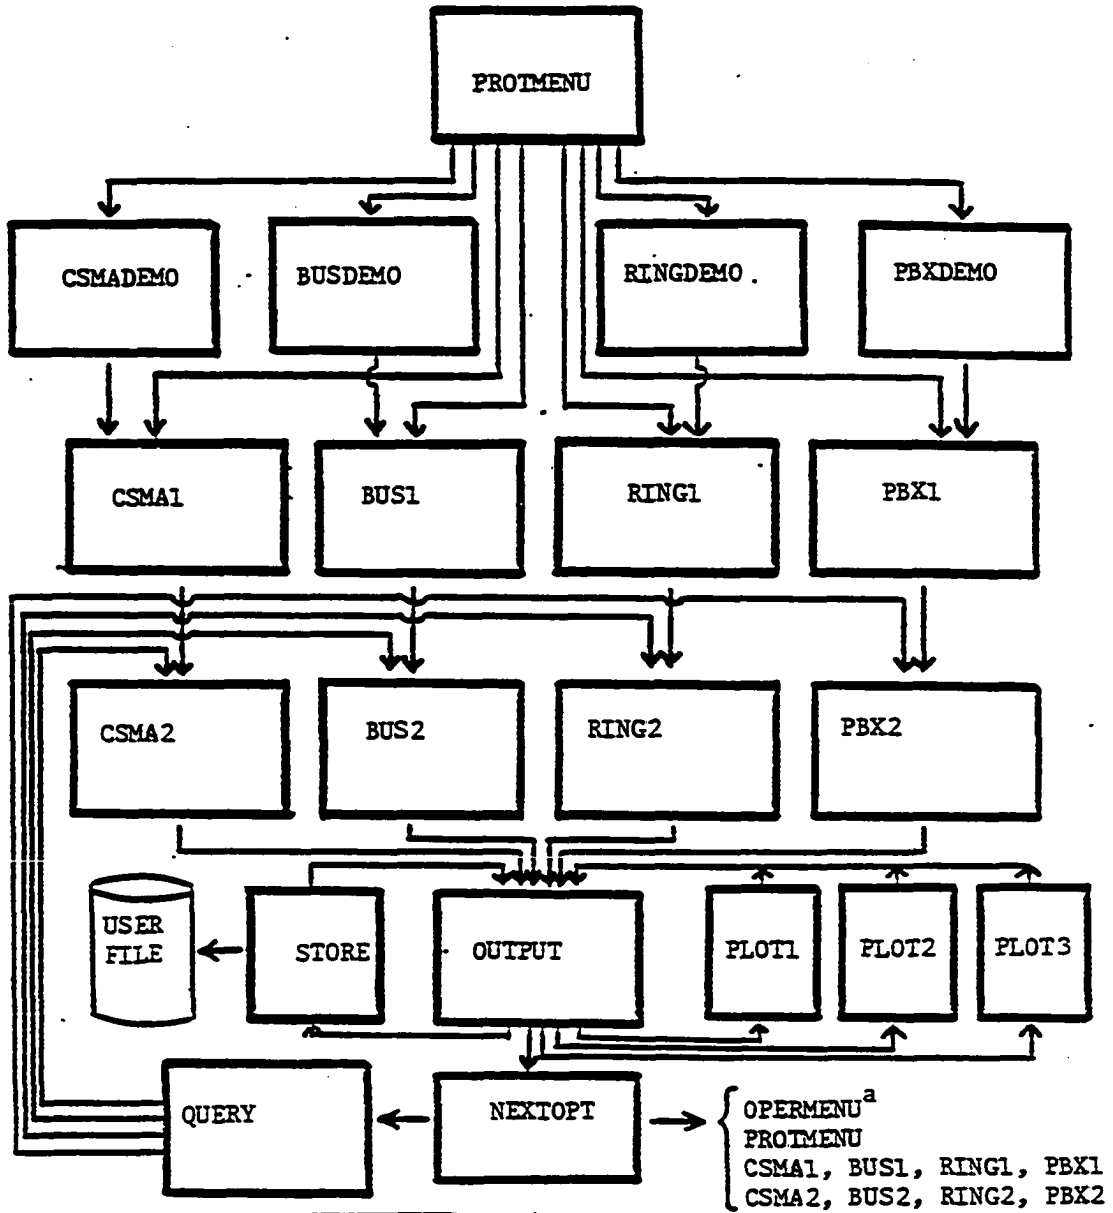 PROTMENU
CSMADEMO
BUSDEMO
RINGDEMO
PBXDEMO
CSMA1
BUS1
RING1
PBX1
CSMA2
BUS2
RING2
PBX2
USER
FILE
STORE
OUTPUT
PLOT1
PLOT2
PLOT3
QUERY
NEXTOPT
OPERMENUa
PROTMENU
CSMA1, BUS1, RING1, PBX1
CSMA2, BUS2, RING2, PBX2